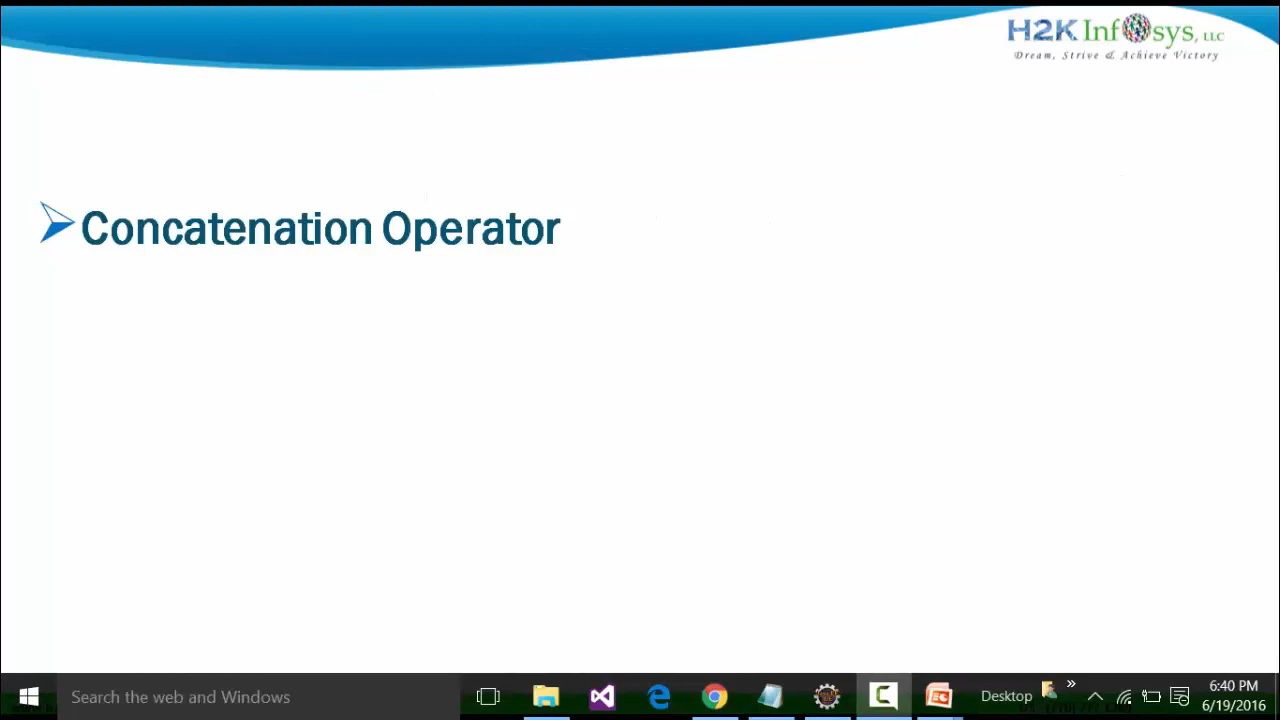 H2K Infosys, LLC
Dream, Strive & Achieve Victory
Concatenation Operator
Search the web and Windows
Desktop
6:40 PM
6/19/2016